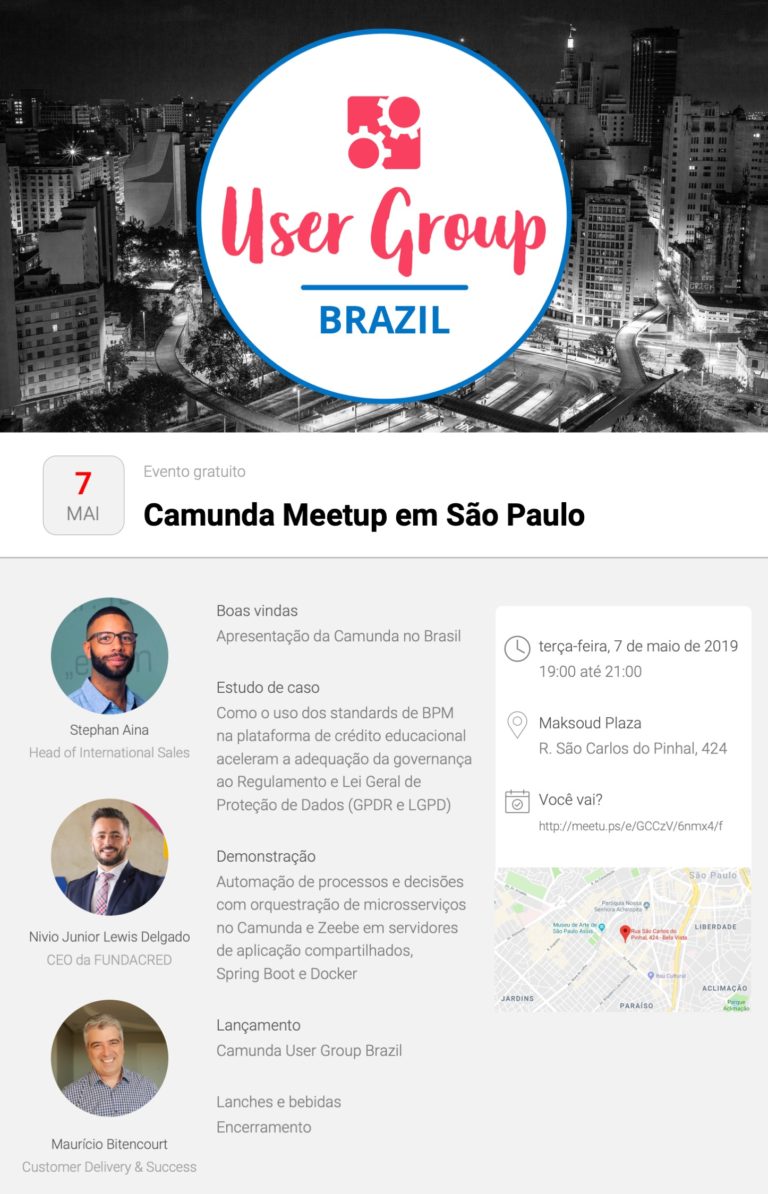 User Group
BRAZIL
7
MAI
Evento gratuito
Camunda Meetup em São Paulo
Stephan Aina
Head of International Sales
Nivio Junior Lewis Delgado
CEO da FUNDACRED
Maurício Bitencourt
Customer Delivery & Success
Boas vindas
Apresentação da Camunda no Brasil
Estudo de caso
Como o uso dos standards de BPM
na plataforma de crédito educacional
aceleram a adequação da governança
ao Regulamento e Lei Geral de
Proteção de Dados (GPDR e LGPD)
Demonstração
Automação de processos e decisões
com orquestração de microsserviços
no Camunda e Zeebe em servidores
de aplicação compartilhados,
Spring Boot e Docker
Lançamento
Camunda User Group Brazil
Lanches e bebidas
Encerramento
terça-feira, 7 de maio de 2019
19:00 até 21:00
Maksoud Plaza
R. São Carlos do Pinhal, 424
Você vai?
http://meetu.ps/e/GCCzV/6nmx4/f
São Paulo
Paróquia Nossa
Senhora Achiropita
Museu de Arte de
São Paulo Assis
Rua São Carlos do
Pinhal, 424 - Bela Vista
LIBERDADE
Itaú Cultural
JARDINS
PARAÍSO
ACLIMAÇÃO
Parque
Aclimação